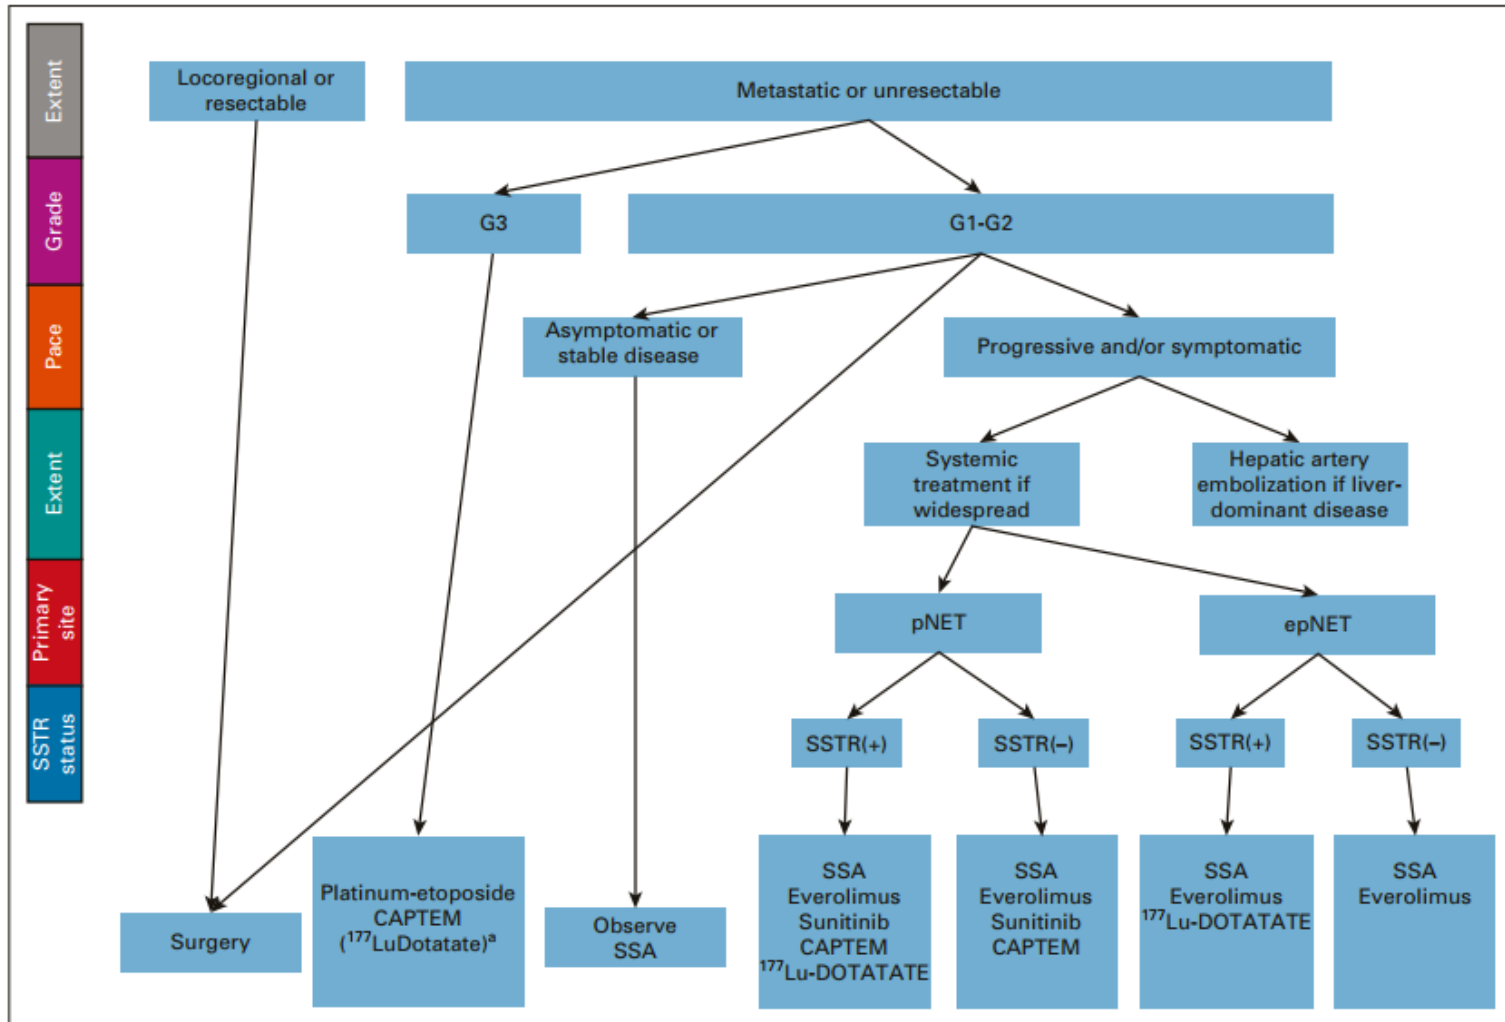 Extent
Grade
Pace
Extent
Primary
site
SSTR
status
Locoregional or
resectable
Metastatic or unresectable
G3
G1-G2
Asymptomatic or
stable disease
Progressive and/or symptomatic
Systemic
treatment if
widespread
Hepatic artery
embolization if liver-
dominant disease
pNET
epNET
SSTR(+)
SSTR(–)
SSTR(+)
SSTR(–)
Surgery
Platinum-etoposide
CAPTEM
(¹⁷⁷LuDotatate)ᵃ
Observe
SSA
SSA
Everolimus
Sunitinib
CAPTEM
¹⁷⁷Lu-DOTATATE
SSA
Everolimus
Sunitinib
CAPTEM
SSA
Everolimus
¹⁷⁷Lu-DOTATATE
SSA
Everolimus